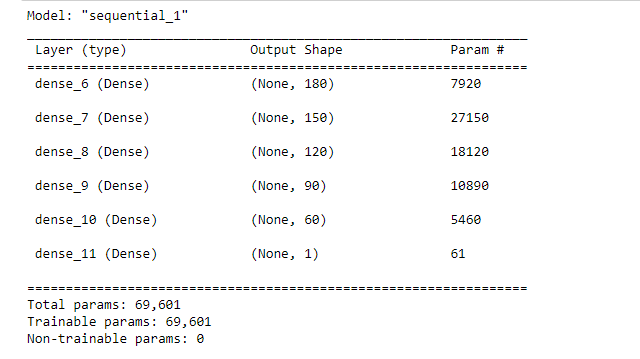 Model: "sequential_1"
_________________________________________________________________
Layer (type) Output Shape Param #
=================================================================
dense_6 (Dense) (None, 180) 7920
dense_7 (Dense) (None, 150) 27150
dense_8 (Dense) (None, 120) 18120
dense_9 (Dense) (None, 90) 10890
dense_10 (Dense) (None, 60) 5460
dense_11 (Dense) (None, 1) 61
=================================================================
Total params: 69,601
Trainable params: 69,601
Non-trainable params: 0